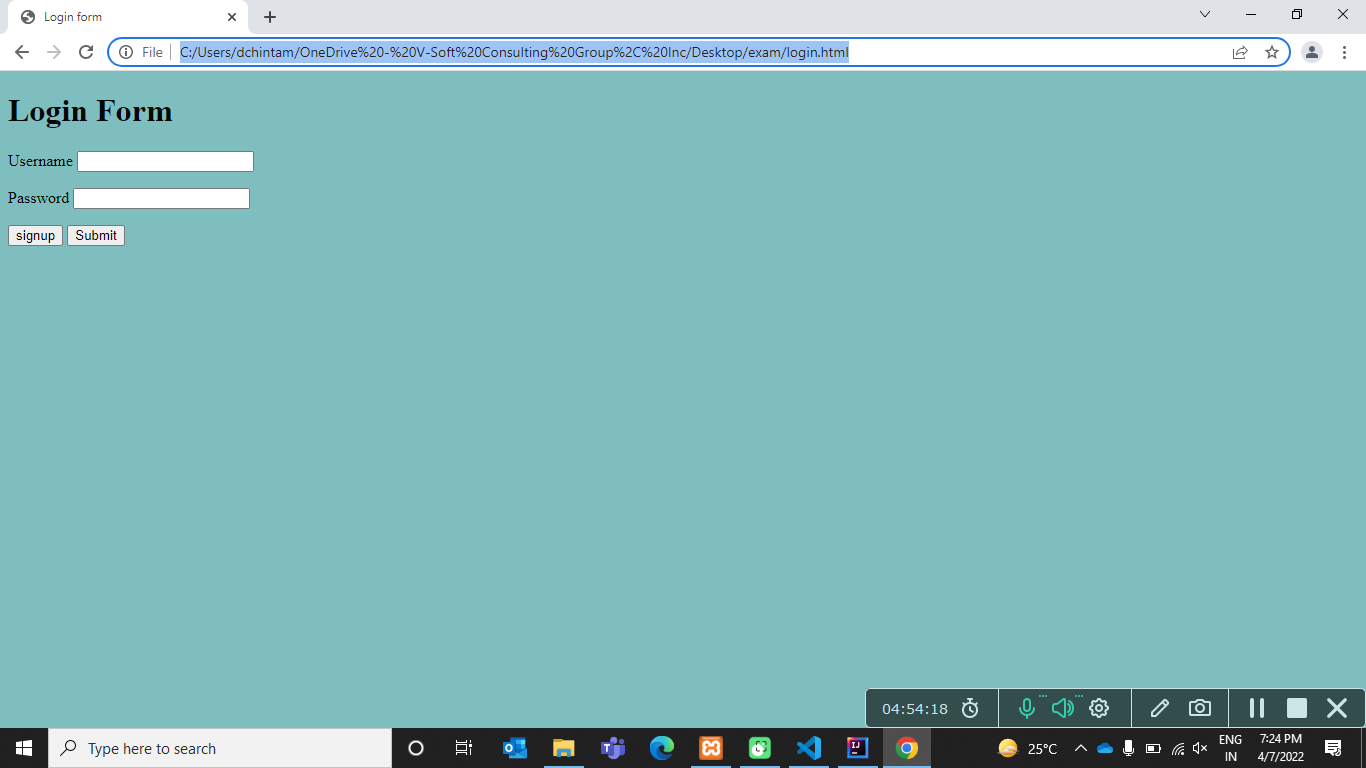 Login form
File
C:/Users/dchintam/OneDrive%20-%20V-Soft%20Consulting%20Group%2C%20Inc/Desktop/exam/login.html
Login Form
Username
Password
signup Submit
04:54:18
Type here to search
25°C
ENG
IN
7:24 PM
4/7/2022